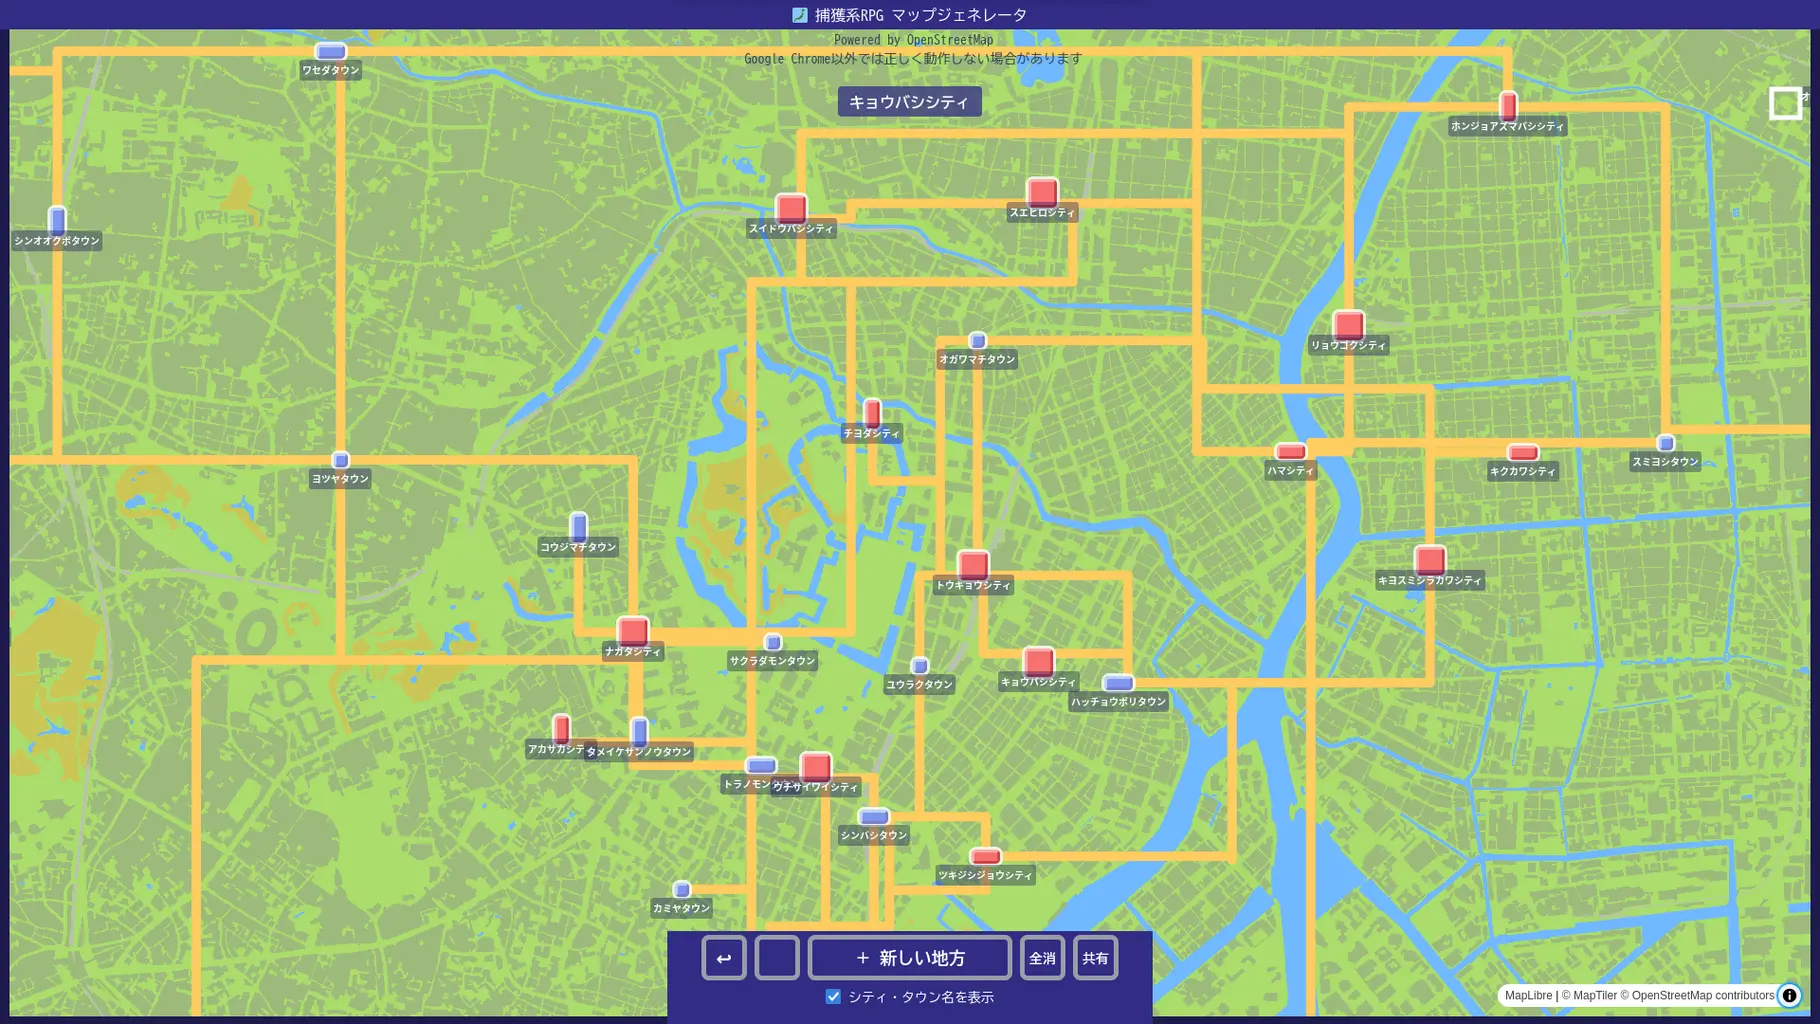 捕獲系RPG マップジェネレータ
Powered by OpenStreetMap
Google Chrome以外では正しく動作しない場合があります
キョウバシシティ
ワセダタウン
ホンジョアズマバシシティ
オ
スイドウバシシティ
スエヒロシティ
シンオオクボタウン
リョウゴクシティ
オガワマチタウン
チヨダシティ
ハマシティ
キクカワシティ
スミヨシタウン
ヨツヤタウン
コウジマチタウン
トウキョウシティ
キヨスミシラカワシティ
ナガタシティ
サクラダモンタウン
ユウラクタウン
キョウバシシティ
ハッチョウボリタウン
アカサカシテ
タメイケサンノウタウン
トラノモン
ウチサイワイシティ
シンバシタウン
ツキジシジョウシティ
カミヤタウン
↩ ＋ 新しい地方 全消 共有
シティ・タウン名を表示
MapLibre | © MapTiler © OpenStreetMap contributors